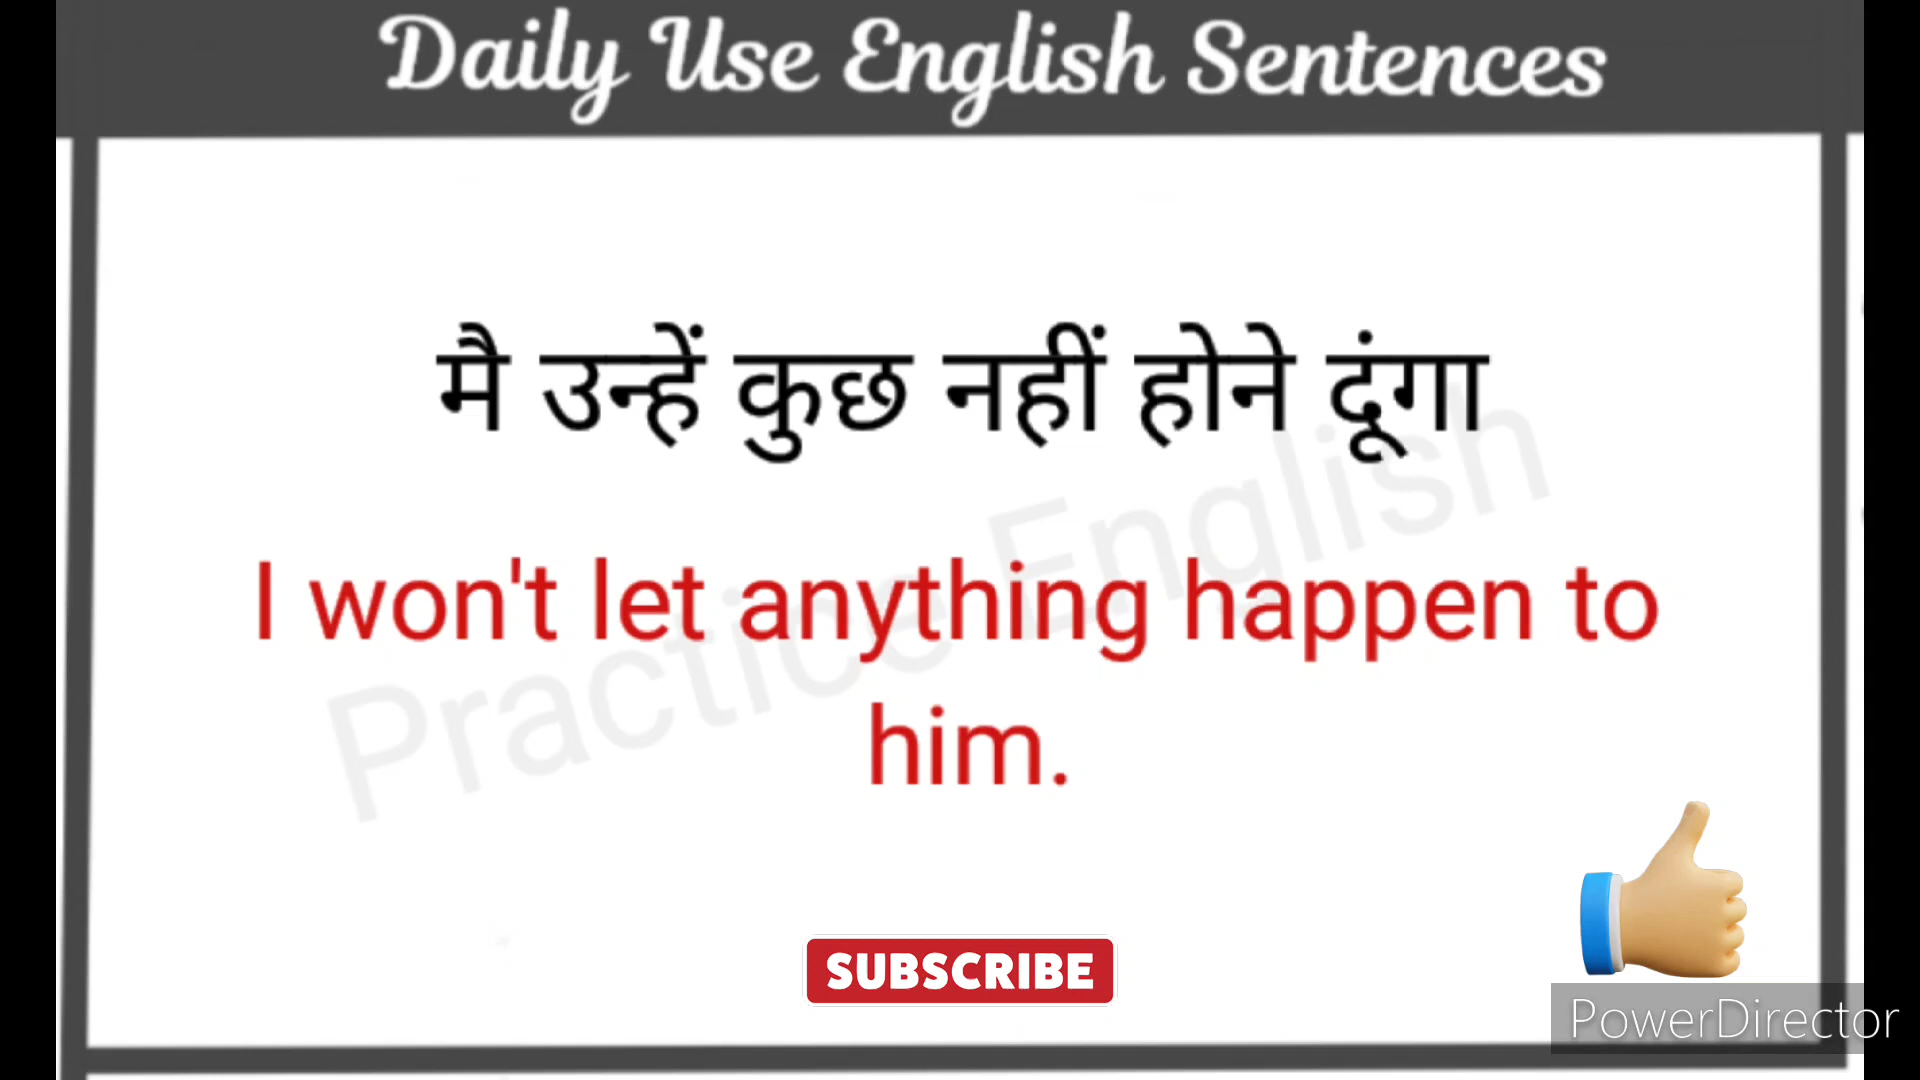 Daily Use English Sentences
मै उन्हें कुछ नहीं होने दूंगा
I won't let anything happen to
him.
Practice English
SUBSCRIBE
PowerDirector